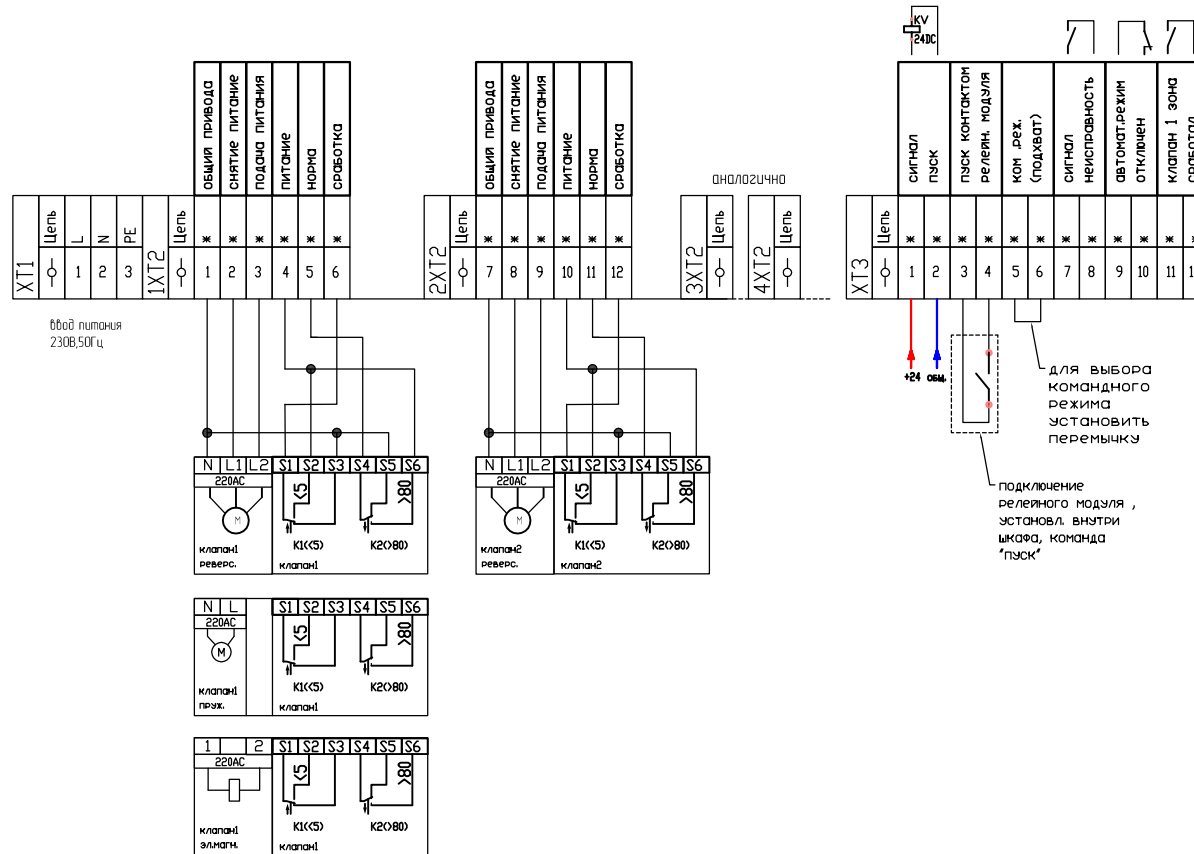 KV
24DC
общий привода
снятие питание
подача питания
питание
норма
сработка
общий привода
снятие питание
подача питания
питание
норма
сработка
аналогично
сигнал
пуск
пуск контактом
релейн. модуля
ком .реж.
(подхват)
сигнал
неисправность
автомат.режим
отключен
клапан 1 зона
сработал
XT1
Цепь
L
N
PE
1 2 3
1XT2
Цепь
* * * * * *
1 2 3 4 5 6
2XT2
Цепь
* * * * * *
7 8 9 10 11 12
3XT2
Цепь
4XT2
Цепь
XT3
Цепь
* * * * * * * * * * *
1 2 3 4 5 6 7 8 9 10 11
ввод питания
230В,50Гц
+24 общ.
для выбора
командного
режима
установить
перемычку
подключение
релейного модуля ,
установл. внутри
шкафа, команда
"пуск"
N L1 L2 S1 S2 S3 S4 S5 S6
220AC
<5
>80
M
K1(<5) K2(>80)
клапан1
реверс.
клапан1
N L1 L2 S1 S2 S3 S4 S5 S6
220AC
<5
>80
M
K1(<5) K2(>80)
клапан2
реверс.
клапан2
N L S1 S2 S3 S4 S5 S6
220AC
<5
>80
M
K1(<5) K2(>80)
клапан1
пруж.
клапан1
1 2 S1 S2 S3 S4 S5 S6
220AC
<5
>80
K1(<5) K2(>80)
клапан1
эл.магн.
клапан1